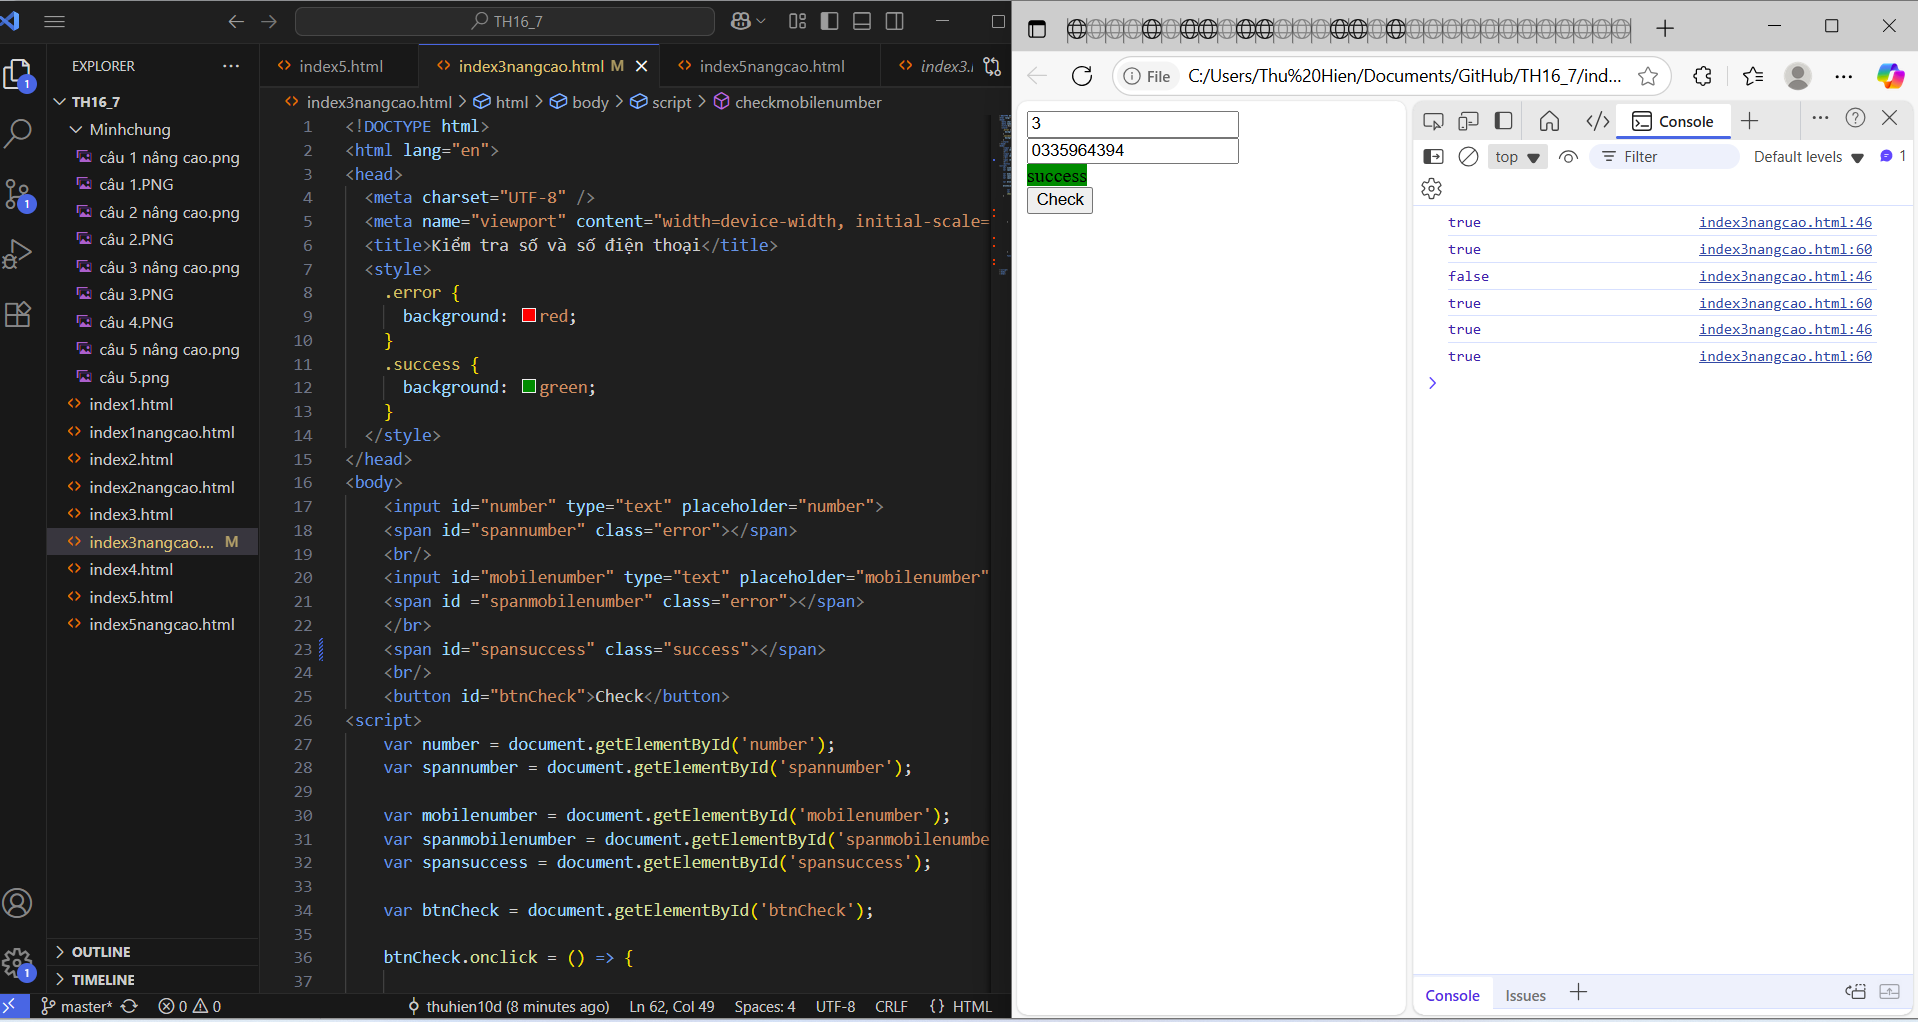 TH16_7
EXPLORER
TH16_7
Minhchung
câu 1 nâng cao.png
câu 1.PNG
câu 2 nâng cao.png
câu 2.PNG
câu 3 nâng cao.png
câu 3.PNG
câu 4.PNG
câu 5 nâng cao.png
câu 5.png
index1.html
index1nangcao.html
index2.html
index2nangcao.html
index3.html
index3nangcao.... M
index4.html
index5.html
index5nangcao.html
OUTLINE
TIMELINE
1
1
1
index5.html
index3nangcao.html M
index5nangcao.html
index3.
index3nangcao.html > html > body > script > checkmobilenumber
1 <!DOCTYPE html>
2 <html lang="en">
3 <head>
4 <meta charset="UTF-8" />
5 <meta name="viewport" content="width=device-width, initial-scale=
6 <title>Kiểm tra số và số điện thoại</title>
7 <style>
8 .error {
9 background: red;
10 }
11 .success {
12 background: green;
13 }
14 </style>
15 </head>
16 <body>
17 <input id="number" type="text" placeholder="number">
18 <span id="spannumber" class="error"></span>
19 <br/>
20 <input id="mobilenumber" type="text" placeholder="mobilenumber"
21 <span id ="spanmobilenumber" class="error"></span>
22 </br>
23 <span id="spansuccess" class="success"></span>
24 <br/>
25 <button id="btnCheck">Check</button>
26 <script>
27 var number = document.getElementById('number');
28 var spannumber = document.getElementById('spannumber');
29
30 var mobilenumber = document.getElementById('mobilenumber');
31 var spanmobilenumber = document.getElementById('spanmobilenumbe
32 var spansuccess = document.getElementById('spansuccess');
33
34 var btnCheck = document.getElementById('btnCheck');
35
36 btnCheck.onclick = () => {
37
master* 0 0 thuhien10d (8 minutes ago) Ln 62, Col 49 Spaces: 4 UTF-8 CRLF {} HTML
File C:/Users/Thu%20Hien/Documents/GitHub/TH16_7/ind...
3
0335964394
success
Check
Console
top Filter Default levels 1
true index3nangcao.html:46
true index3nangcao.html:60
false index3nangcao.html:46
true index3nangcao.html:60
true index3nangcao.html:46
true index3nangcao.html:60
Console Issues